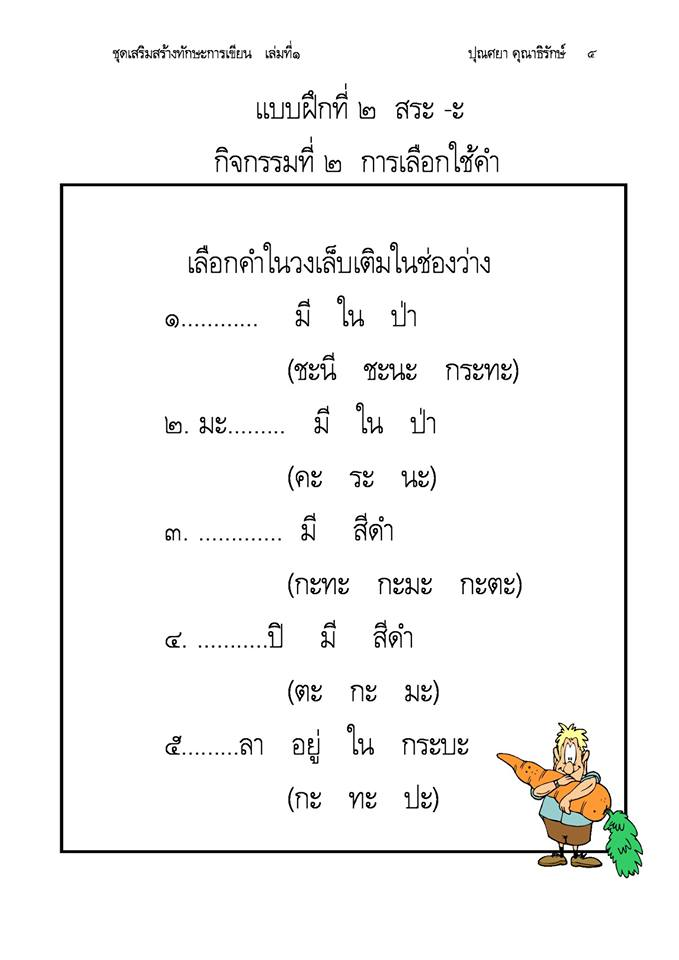 ชุดเสริมสร้างทักษะการเขียน เล่มที่๑ ปุณศยา คุณาธิรักษ์ ๔
แบบฝึกที่ ๒ สระ -ะ
กิจกรรมที่ ๒ การเลือกใช้คำ
เลือกคำในวงเล็บเติมในช่องว่าง
๑............ มี ใน ป่า
(ชะนี ชะนะ กระทะ)
๒. มะ......... มี ใน ป่า
(คะ ระ นะ)
๓. ............. มี สีดำ
(กะทะ กะมะ กะตะ)
๔. ...........ปิ มี สีดำ
(ตะ กะ มะ)
๕.........ลา อยู่ ใน กระบะ
(กะ ทะ ปะ)